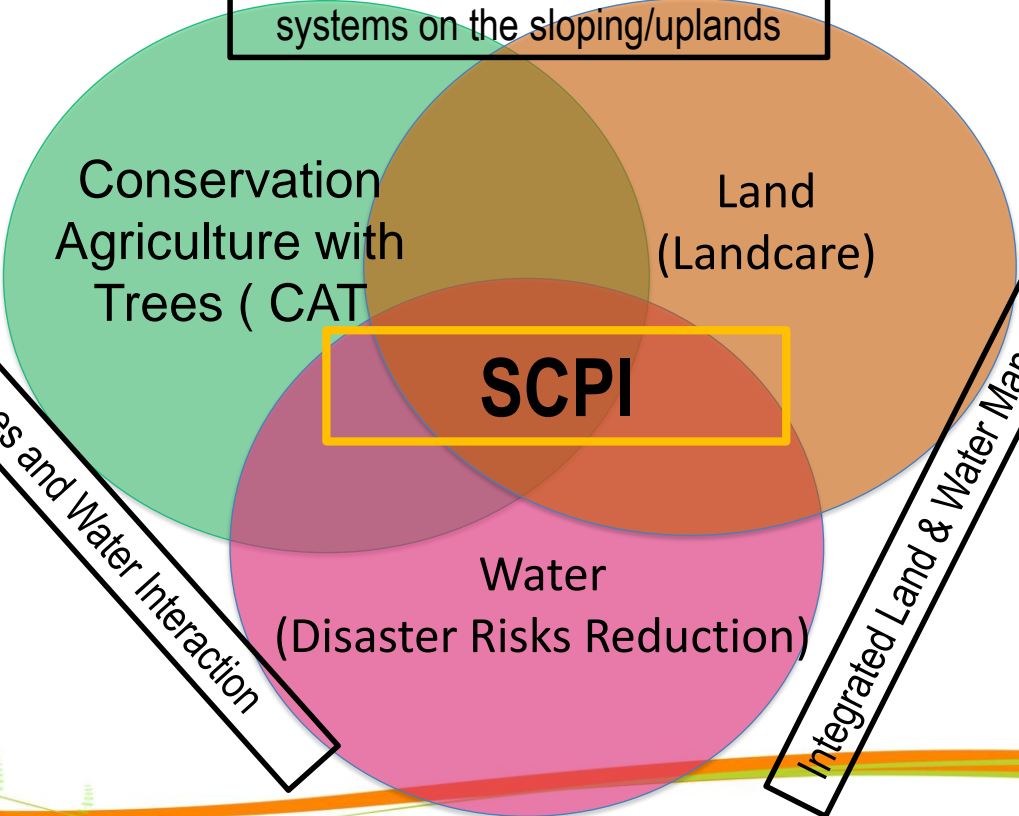 systems on the sloping/uplands
Conservation
Agriculture with
Trees ( CAT
Land
(Landcare)
SCPI
and Water Interaction
Integrated Land & Water
Water
(Disaster Risks Reduction)